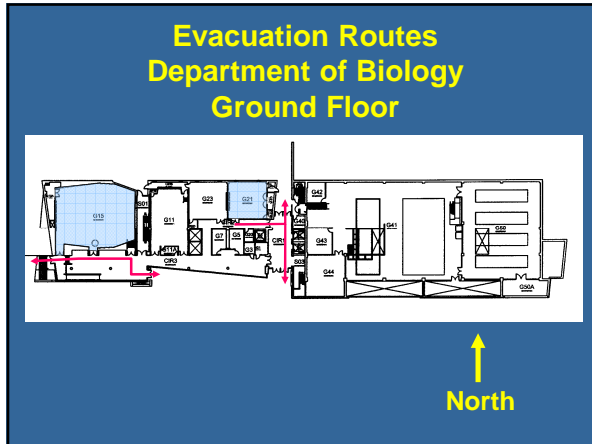 Evacuation Routes
Department of Biology
Ground Floor
G15
S01
G11
G11A
G23
G21
G7
G5
G3
CIR1
CIR3
G42
G40
G43
G41
G44
S03
G50
G50A
North